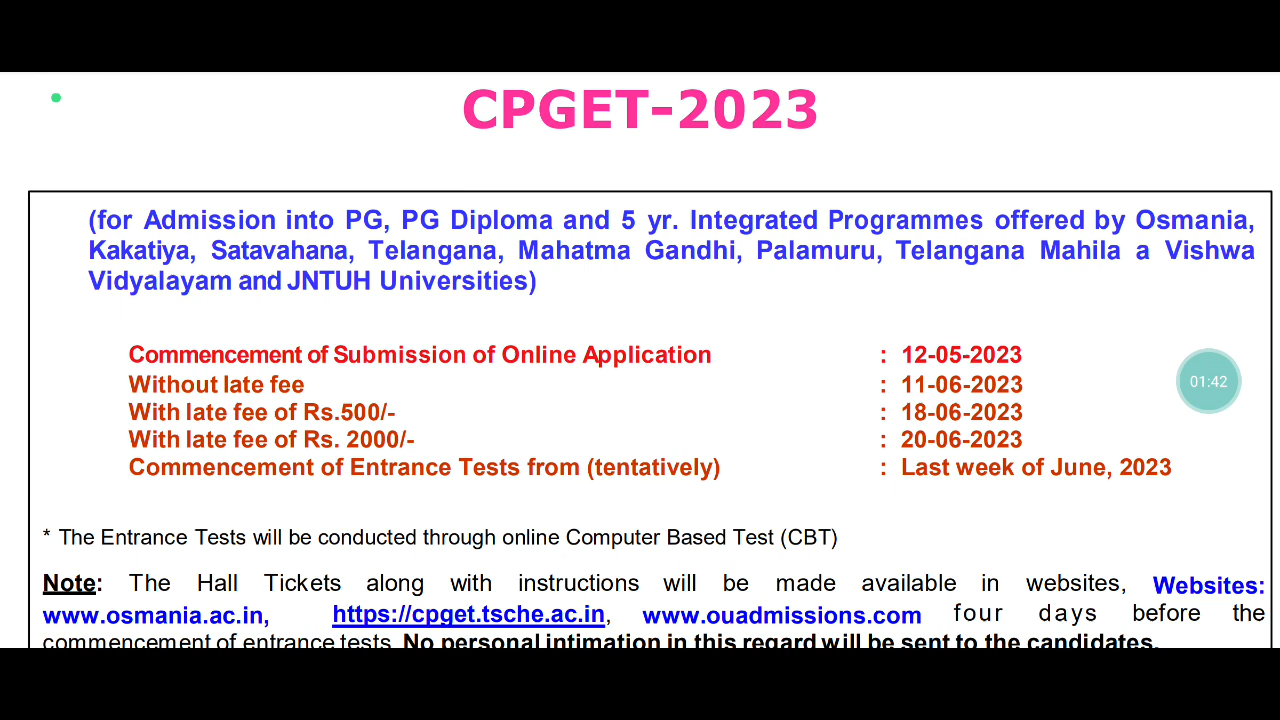 CPGET-2023
(for Admission into PG, PG Diploma and 5 yr. Integrated Programmes offered by Osmania,
Kakatiya, Satavahana, Telangana, Mahatma Gandhi, Palamuru, Telangana Mahila a Vishwa
Vidyalayam and JNTUH Universities)
Commencement of Submission of Online Application : 12-05-2023
Without late fee : 11-06-2023
01:42
With late fee of Rs.500/- : 18-06-2023
With late fee of Rs. 2000/- : 20-06-2023
Commencement of Entrance Tests from (tentatively) : Last week of June, 2023
* The Entrance Tests will be conducted through online Computer Based Test (CBT)
Note: The Hall Tickets along with instructions will be made available in websites, Websites:
www.osmania.ac.in, https://cpget.tsche.ac.in, www.ouadmissions.com four days before the
commencement of entrance tests. No personal intimation in this regard will be sent to the candidates.